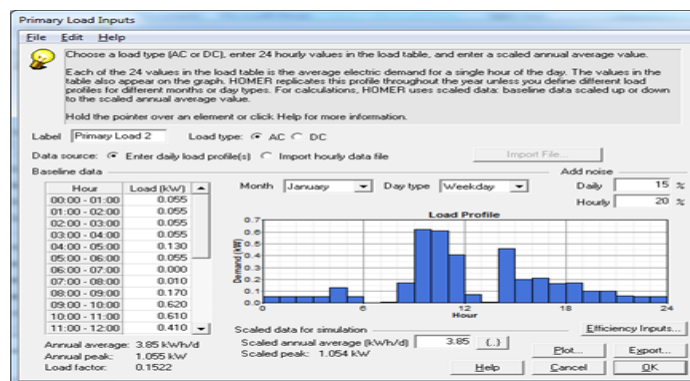 Primary Load Inputs
File Edit Help
Choose a load type (AC or DC), enter 24 hourly values in the load table, and enter a scaled annual average value.
Each of the 24 values in the load table is the average electric demand for a single hour of the day. The values in the
table also appear on the graph. HOMER replicates this profile throughout the year unless you define different load
profiles for different months or day types. For calculations, HOMER uses scaled data: baseline data scaled up or down
to the scaled annual average value.
Hold the pointer over an element or click Help for more information.
Label Primary Load 2 Load type: AC DC
Data source: Enter daily load profile(s) Import hourly data file Import File...
Baseline data
Hour Load (kW)
00:00 - 01:00 0.055
01:00 - 02:00 0.055
02:00 - 03:00 0.055
03:00 - 04:00 0.055
04:00 - 05:00 0.130
05:00 - 06:00 0.055
06:00 - 07:00 0.000
07:00 - 08:00 0.010
08:00 - 09:00 0.170
09:00 - 10:00 0.620
10:00 - 11:00 0.610
11:00 - 12:00 0.410
Month January Day type Weekday
Add noise
Daily 15 %
Hourly 20 %
Load Profile
Demand (kW)
0.7
0.6
0.5
0.4
0.3
0.2
0.1
0.0
0 6 12 18 24
Hour
Annual average: 3.85 kWh/d
Annual peak: 1.055 kW
Load factor: 0.1522
Scaled data for simulation
Scaled annual average (kWh/d) 3.85 {..}
Scaled peak: 1.054 kW
Efficiency Inputs...
Plot... Export...
Help Cancel OK